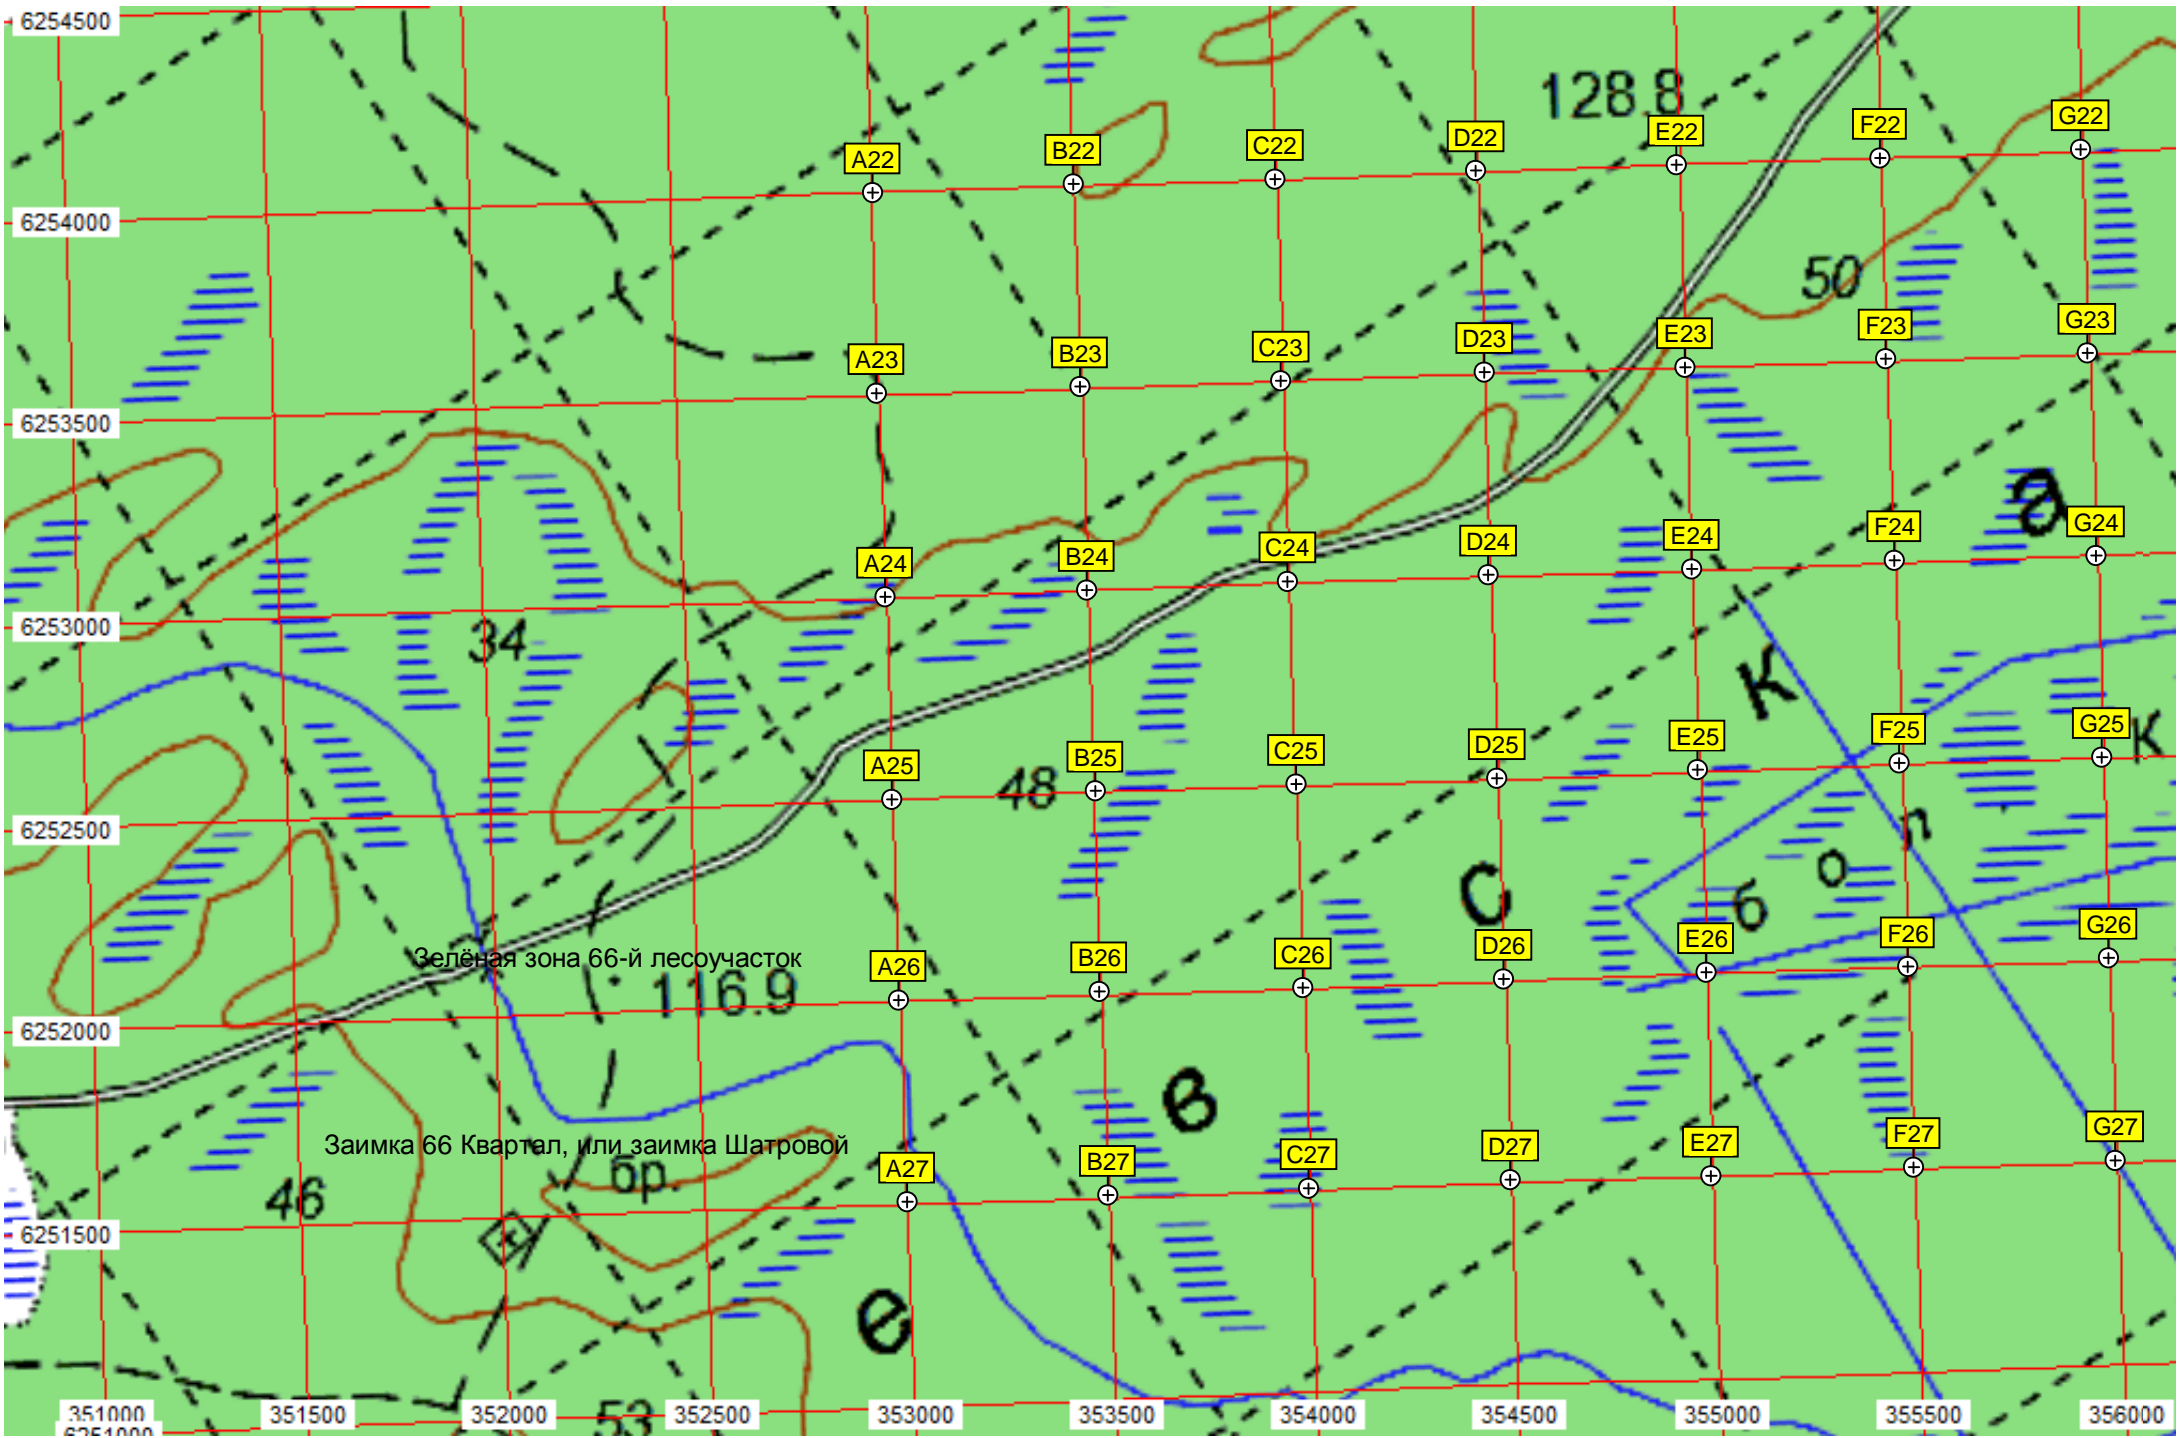 6254500
128.8
A22 B22 C22 D22 E22 F22 G22
6254000
50
A23 B23 C23 D23 E23 F23 G23
6253500
а
A24 B24 C24 D24 E24 F24 G24
6253000
34
к
A25 B25 C25 D25 E25 F25 G25
к
48
6252500
с
б о л
A26 B26 C26 D26 E26 F26 G26
Зелёная зона 66-й лесоучасток
116.9
6252000
в
Заимка 66 Квартал, или заимка Шатровой
A27 B27 C27 D27 E27 F27 G27
бр.
46
6251500
е
53
351000 351500 352000 352500 353000 353500 354000 354500 355000 355500 356000
6251000